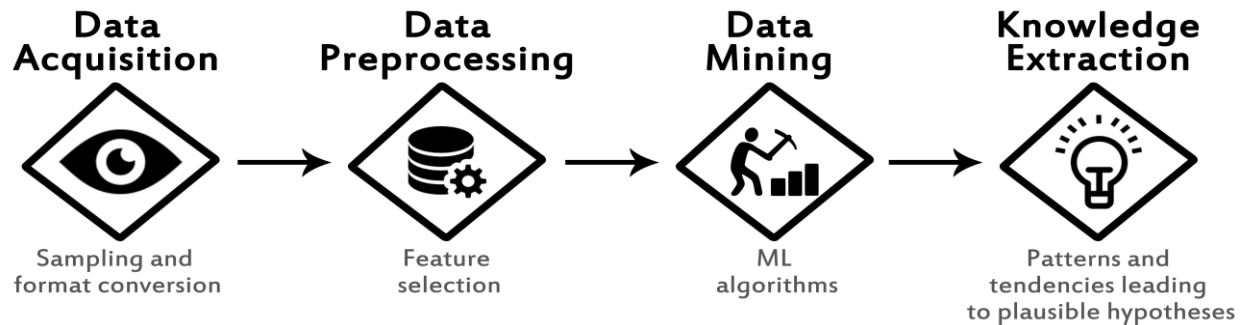 Data
Acquisition
Sampling and
format conversion
Data
Preprocessing
Feature
selection
Data
Mining
ML
algorithms
Knowledge
Extraction
Patterns and
tendencies leading
to plausible hypotheses